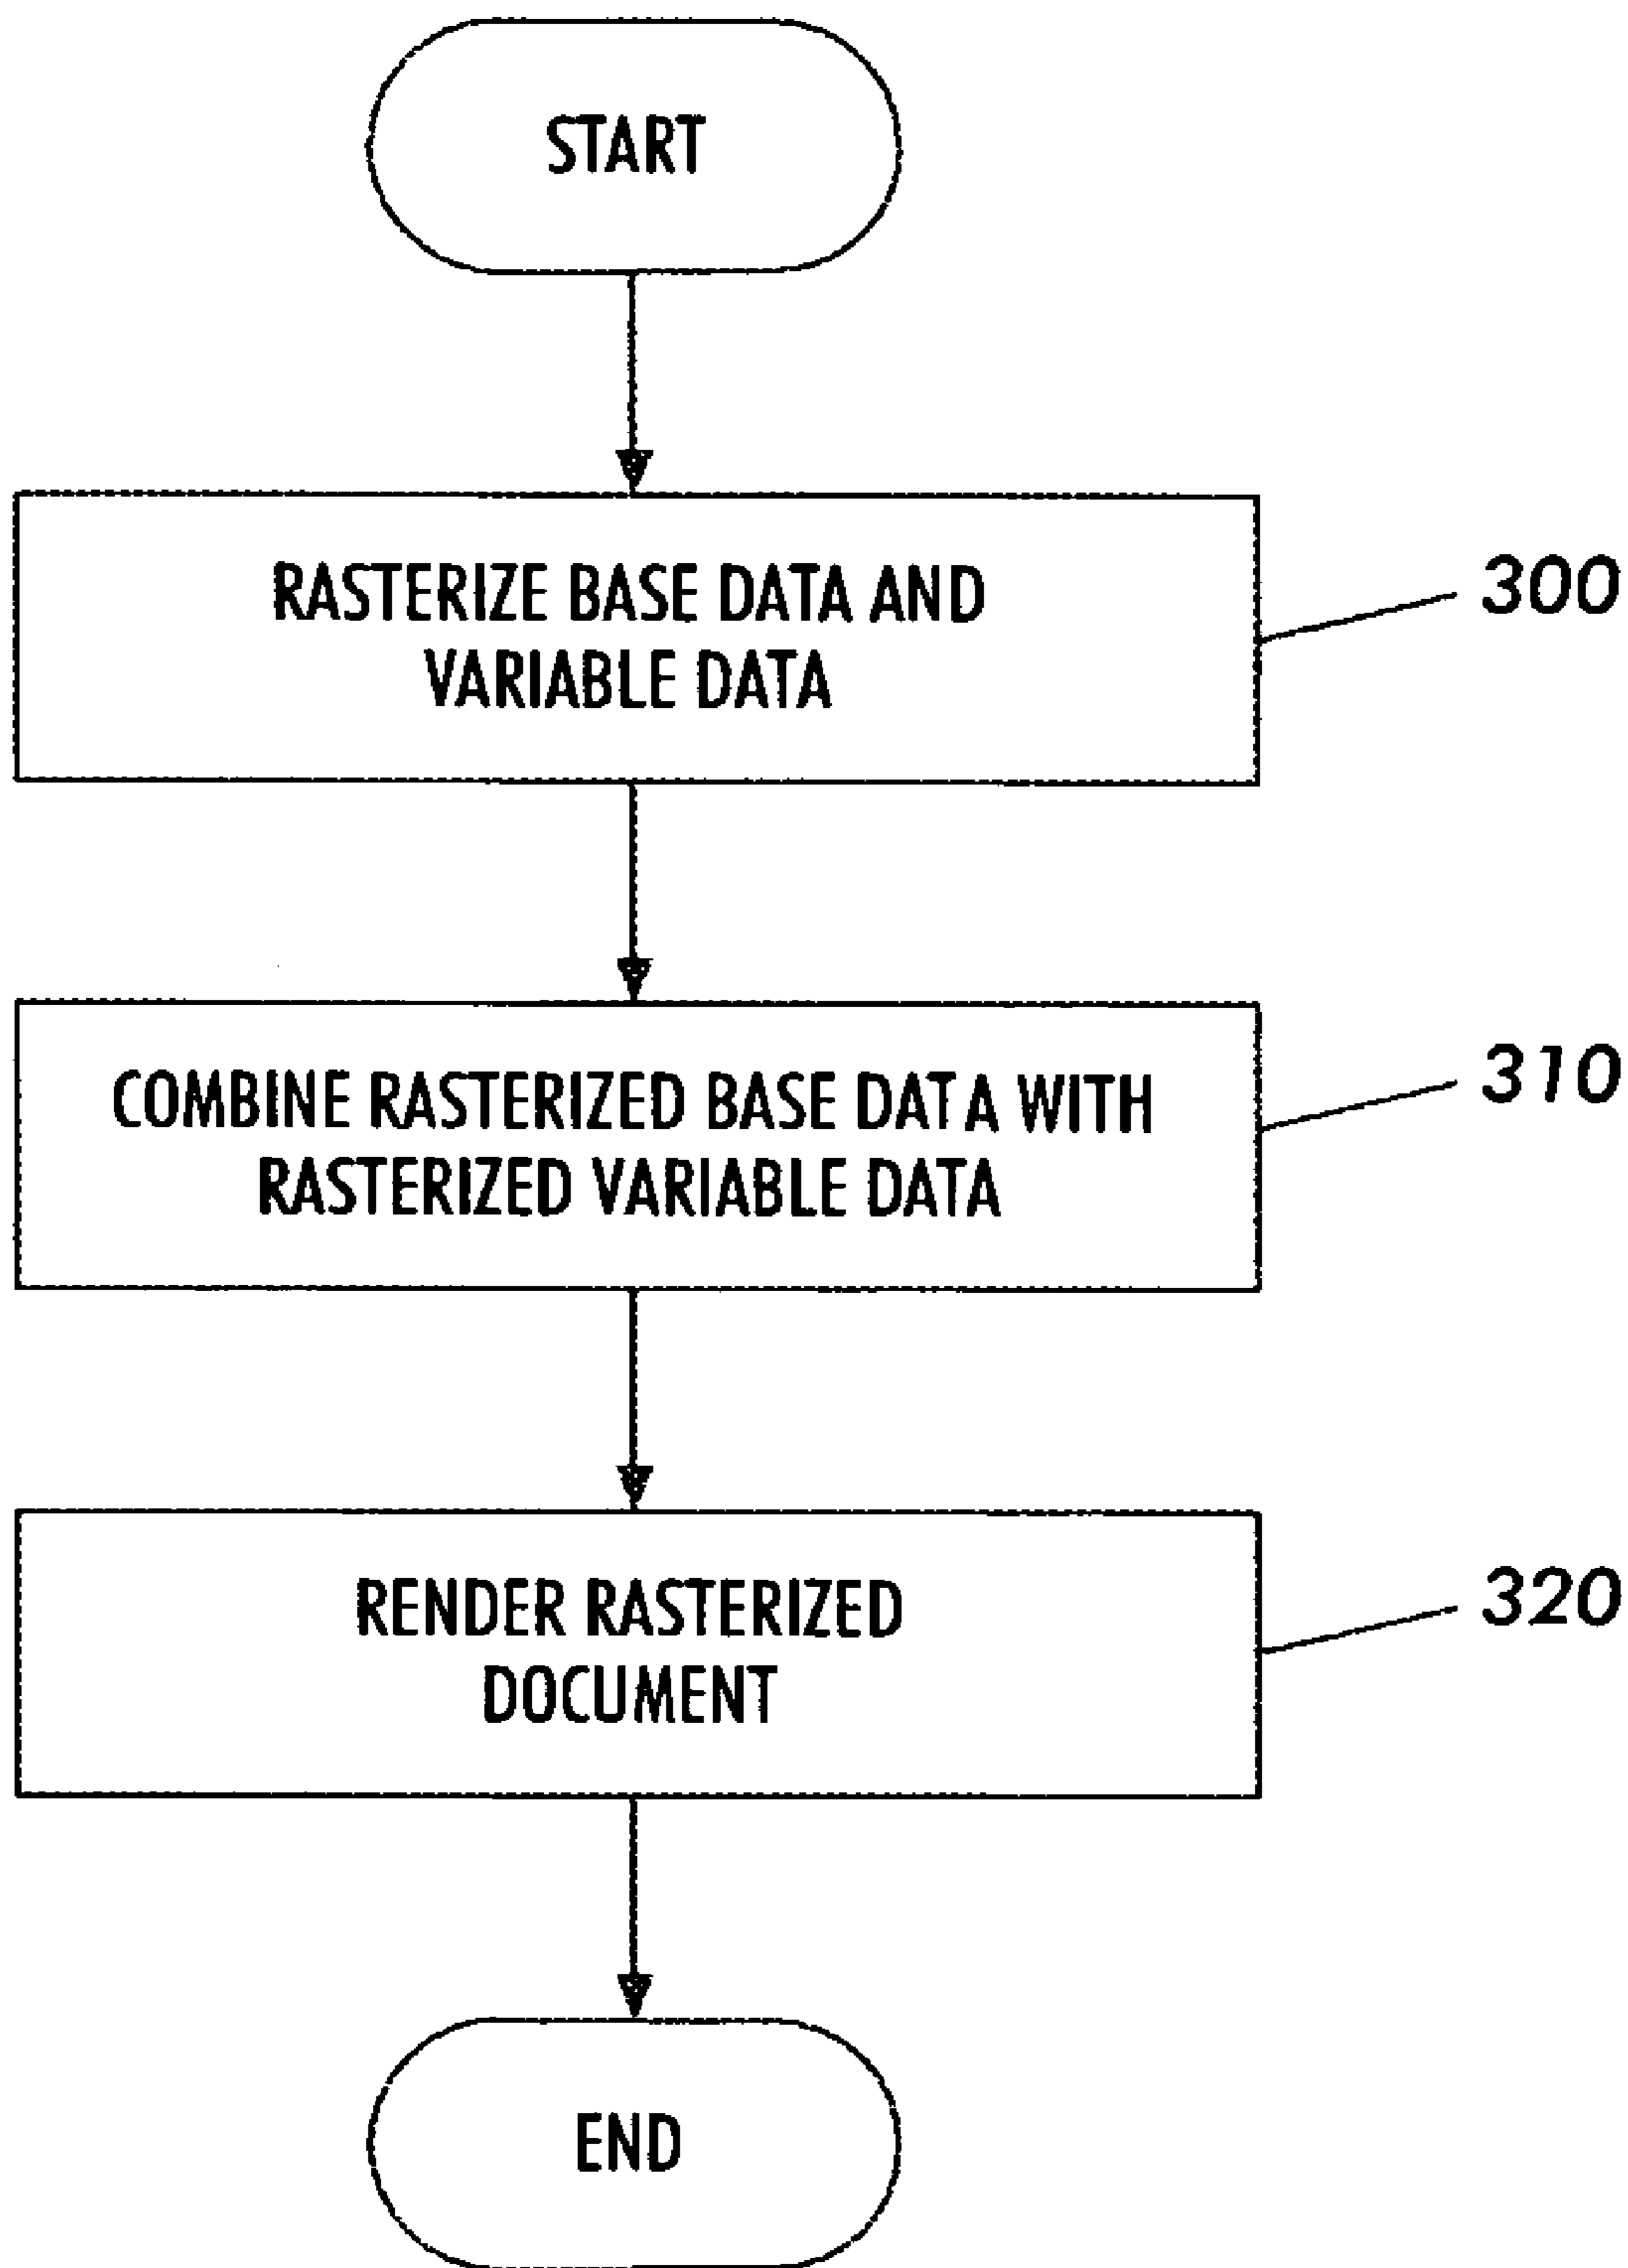 START
RASTERIZE BASE DATA AND
VARIABLE DATA
300
COMBINE RASTERIZED BASE DATA WITH
RASTERIZED VARIABLE DATA
310
RENDER RASTERIZED
DOCUMENT
320
END